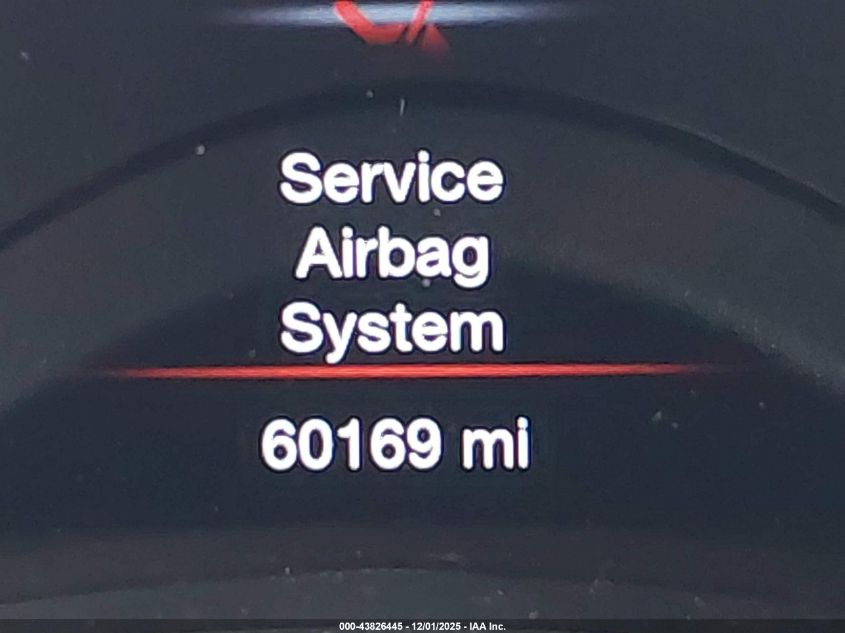 Service
Airbag
System
60169 mi
000-43826445 - 12/01/2025 - IAA Inc.